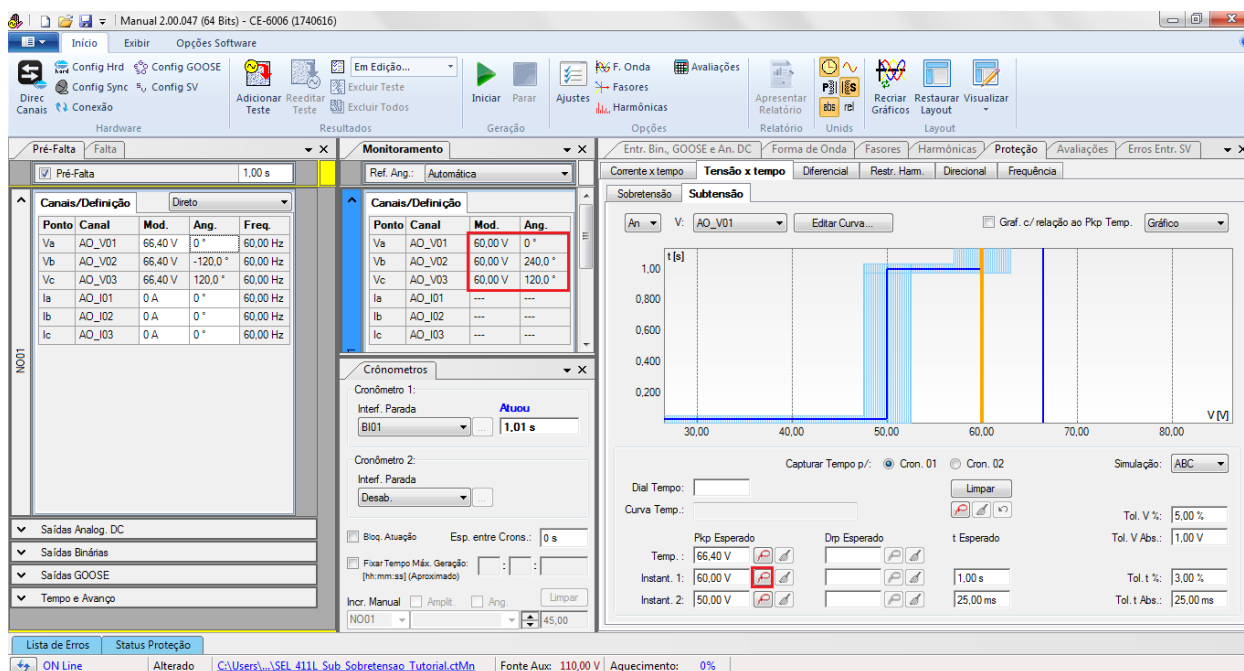 Manual 2.00.047 (64 Bits) - CE-6006 (1740616)
Início Exibir Opções Software
Direc Canais
Config Hrd Config GOOSE
Config Sync Config SV
Conexão
Hardware
Adicionar Teste
Reeditar Teste
Em Edição...
Excluir Teste
Excluir Todos
Resultados
Iniciar Parar
Geração
Ajustes
F. Onda Avaliações
Fasores
Harmônicas
Opções
Apresentar Relatório
Relatório
abs rel
Unids
Recriar Gráficos
Restaurar Layout
Visualizar
Layout
Pré-Falta Falta
Pré-Falta 1,00 s
Canais/Definição Direto
Ponto Canal Mod. Ang. Freq.
Va AO_V01 66,40 V 0 ° 60,00 Hz
Vb AO_V02 66,40 V -120,0 ° 60,00 Hz
Vc AO_V03 66,40 V 120,0 ° 60,00 Hz
Ia AO_I01 0 A 0 ° 60,00 Hz
Ib AO_I02 0 A 0 ° 60,00 Hz
Ic AO_I03 0 A 0 ° 60,00 Hz
NO01
Saídas Analog. DC
Saídas Binárias
Saídas GOOSE
Tempo e Avanço
Monitoramento
Ref. Ang.: Automática
Canais/Definição
Ponto Canal Mod. Ang.
Va AO_V01 60,00 V 0 °
Vb AO_V02 60,00 V 240,0 °
Vc AO_V03 60,00 V 120,0 °
Ia AO_I01 --- ---
Ib AO_I02 --- ---
Ic AO_I03 --- ---
Crônometros
Cronômetro 1:
Interf. Parada Atuou
BI01 ... 1,01 s
Cronômetro 2:
Interf. Parada
Desab. ...
Bloq. Atuação Esp. entre Crons.: 0 s
Fixar Tempo Máx. Geração: : :
[hh:mm:ss] (Aproximado)
Incr. Manual Amplit. Ang. Limpar
NO01 45,00
Entr. Bin., GOOSE e An. DC Forma de Onda Fasores Harmônicas Proteção Avaliações Erros Entr. SV
Corrente x tempo Tensão x tempo Diferencial Restr. Harm. Direcional Frequência
Sobretensão Subtensão
An V: AO_V01 Editar Curva... Graf. c/ relação ao Pkp Temp. Gráfico
t [s]
1,00
0,800
0,600
0,400
0,200
V [V]
30,00 40,00 50,00 60,00 70,00 80,00
Capturar Tempo p/: Cron. 01 Cron. 02 Simulação: ABC
Dial Tempo: Limpar
Curva Temp.: Tol. V %: 5,00 %
Pkp Esperado Drp Esperado t Esperado Tol. V Abs.: 1,00 V
Temp. : 66,40 V
Instant. 1: 60,00 V 1,00 s Tol. t %: 3,00 %
Instant. 2: 50,00 V 25,00 ms Tol. t Abs.: 25,00 ms
Lista de Erros Status Proteção
ON Line Alterado C:\Users\...\SEL_411L_Sub_Sobretensao_Tutorial.ctMn Fonte Aux: 110,00 V Aquecimento: 0%